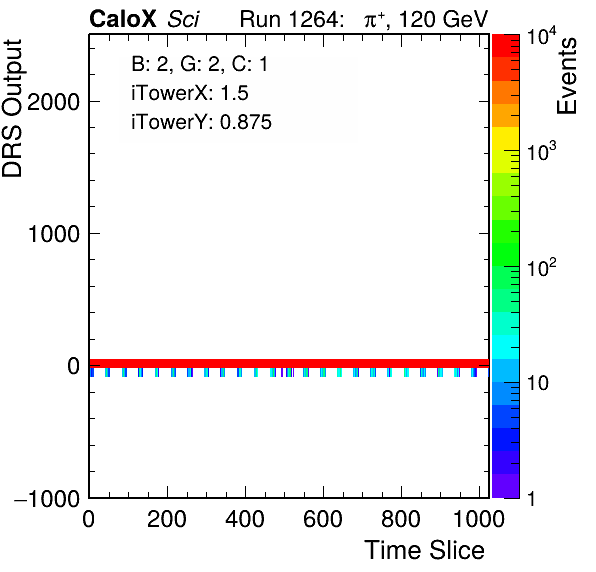 CaloX Sci Run 1264: π⁺, 120 GeV
B: 2, G: 2, C: 1
iTowerX: 1.5
iTowerY: 0.875
DRS Output
2000
1000
0
−1000
0 200 400 600 800 1000
Time Slice
10⁴
10³
10²
10
1
Events